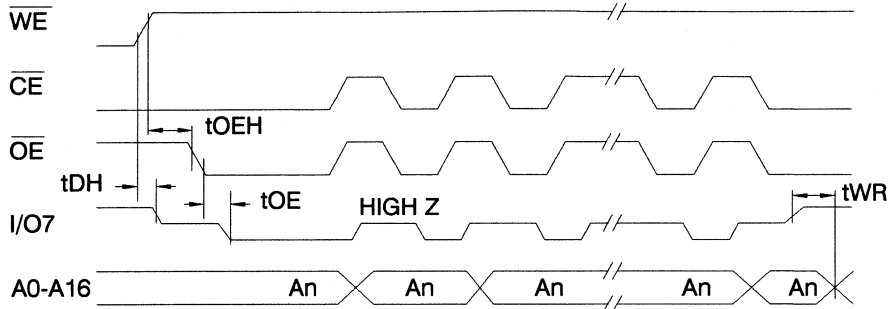 WE
CE
tOEH
OE
tDH
tOE
HIGH Z
tWR
I/O7
A0-A16
An
An
An
An
An